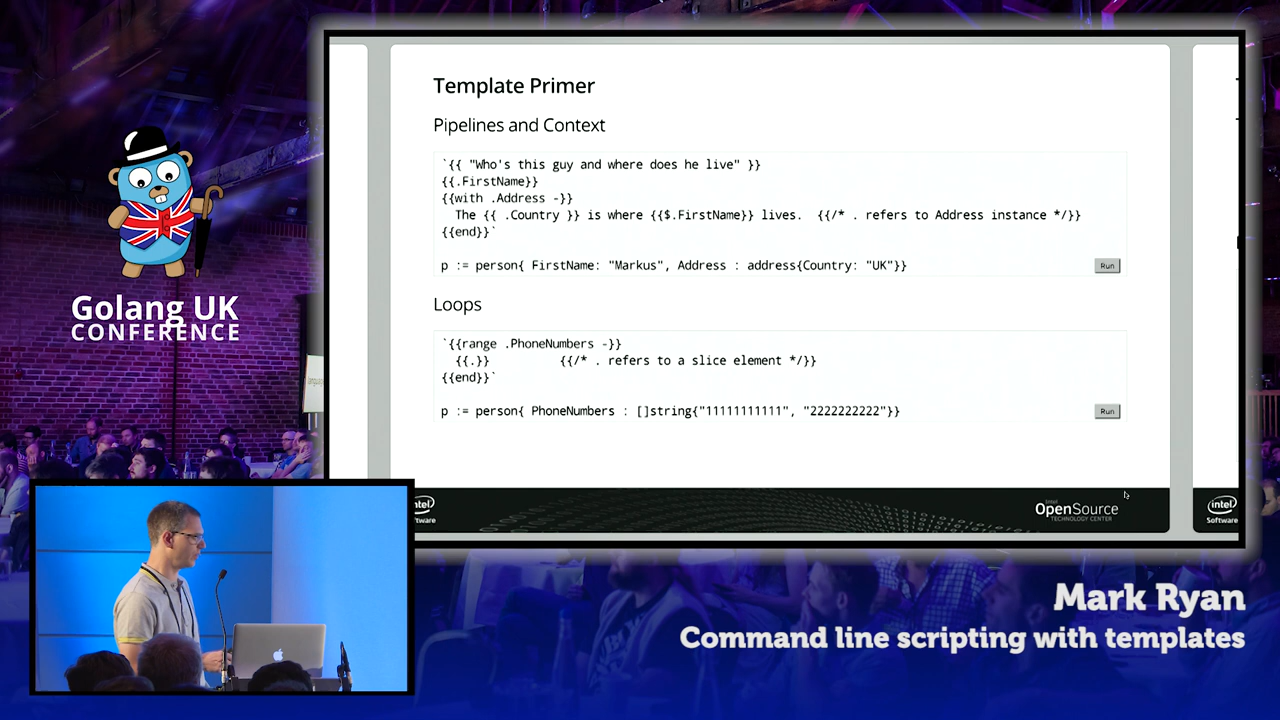 Golang UK
CONFERENCE
Template Primer
Pipelines and Context
`{{ "Who's this guy and where does he live" }}
{{.FirstName}}
{{with .Address -}}
The {{ .Country }} is where {{$.FirstName}} lives. {{/* . refers to Address instance */}}
{{end}}`
p := person{ FirstName: "Markus", Address : address{Country: "UK"}}
Run
Loops
`{{range .PhoneNumbers -}}
{{.}} {{/* . refers to a slice element */}}
{{end}}`
p := person{ PhoneNumbers : []string{"11111111111", "2222222222"}}
Run
intel
OpenSource
TECHNOLOGY CENTER
intel
Software
Mark Ryan
Command line scripting with templates